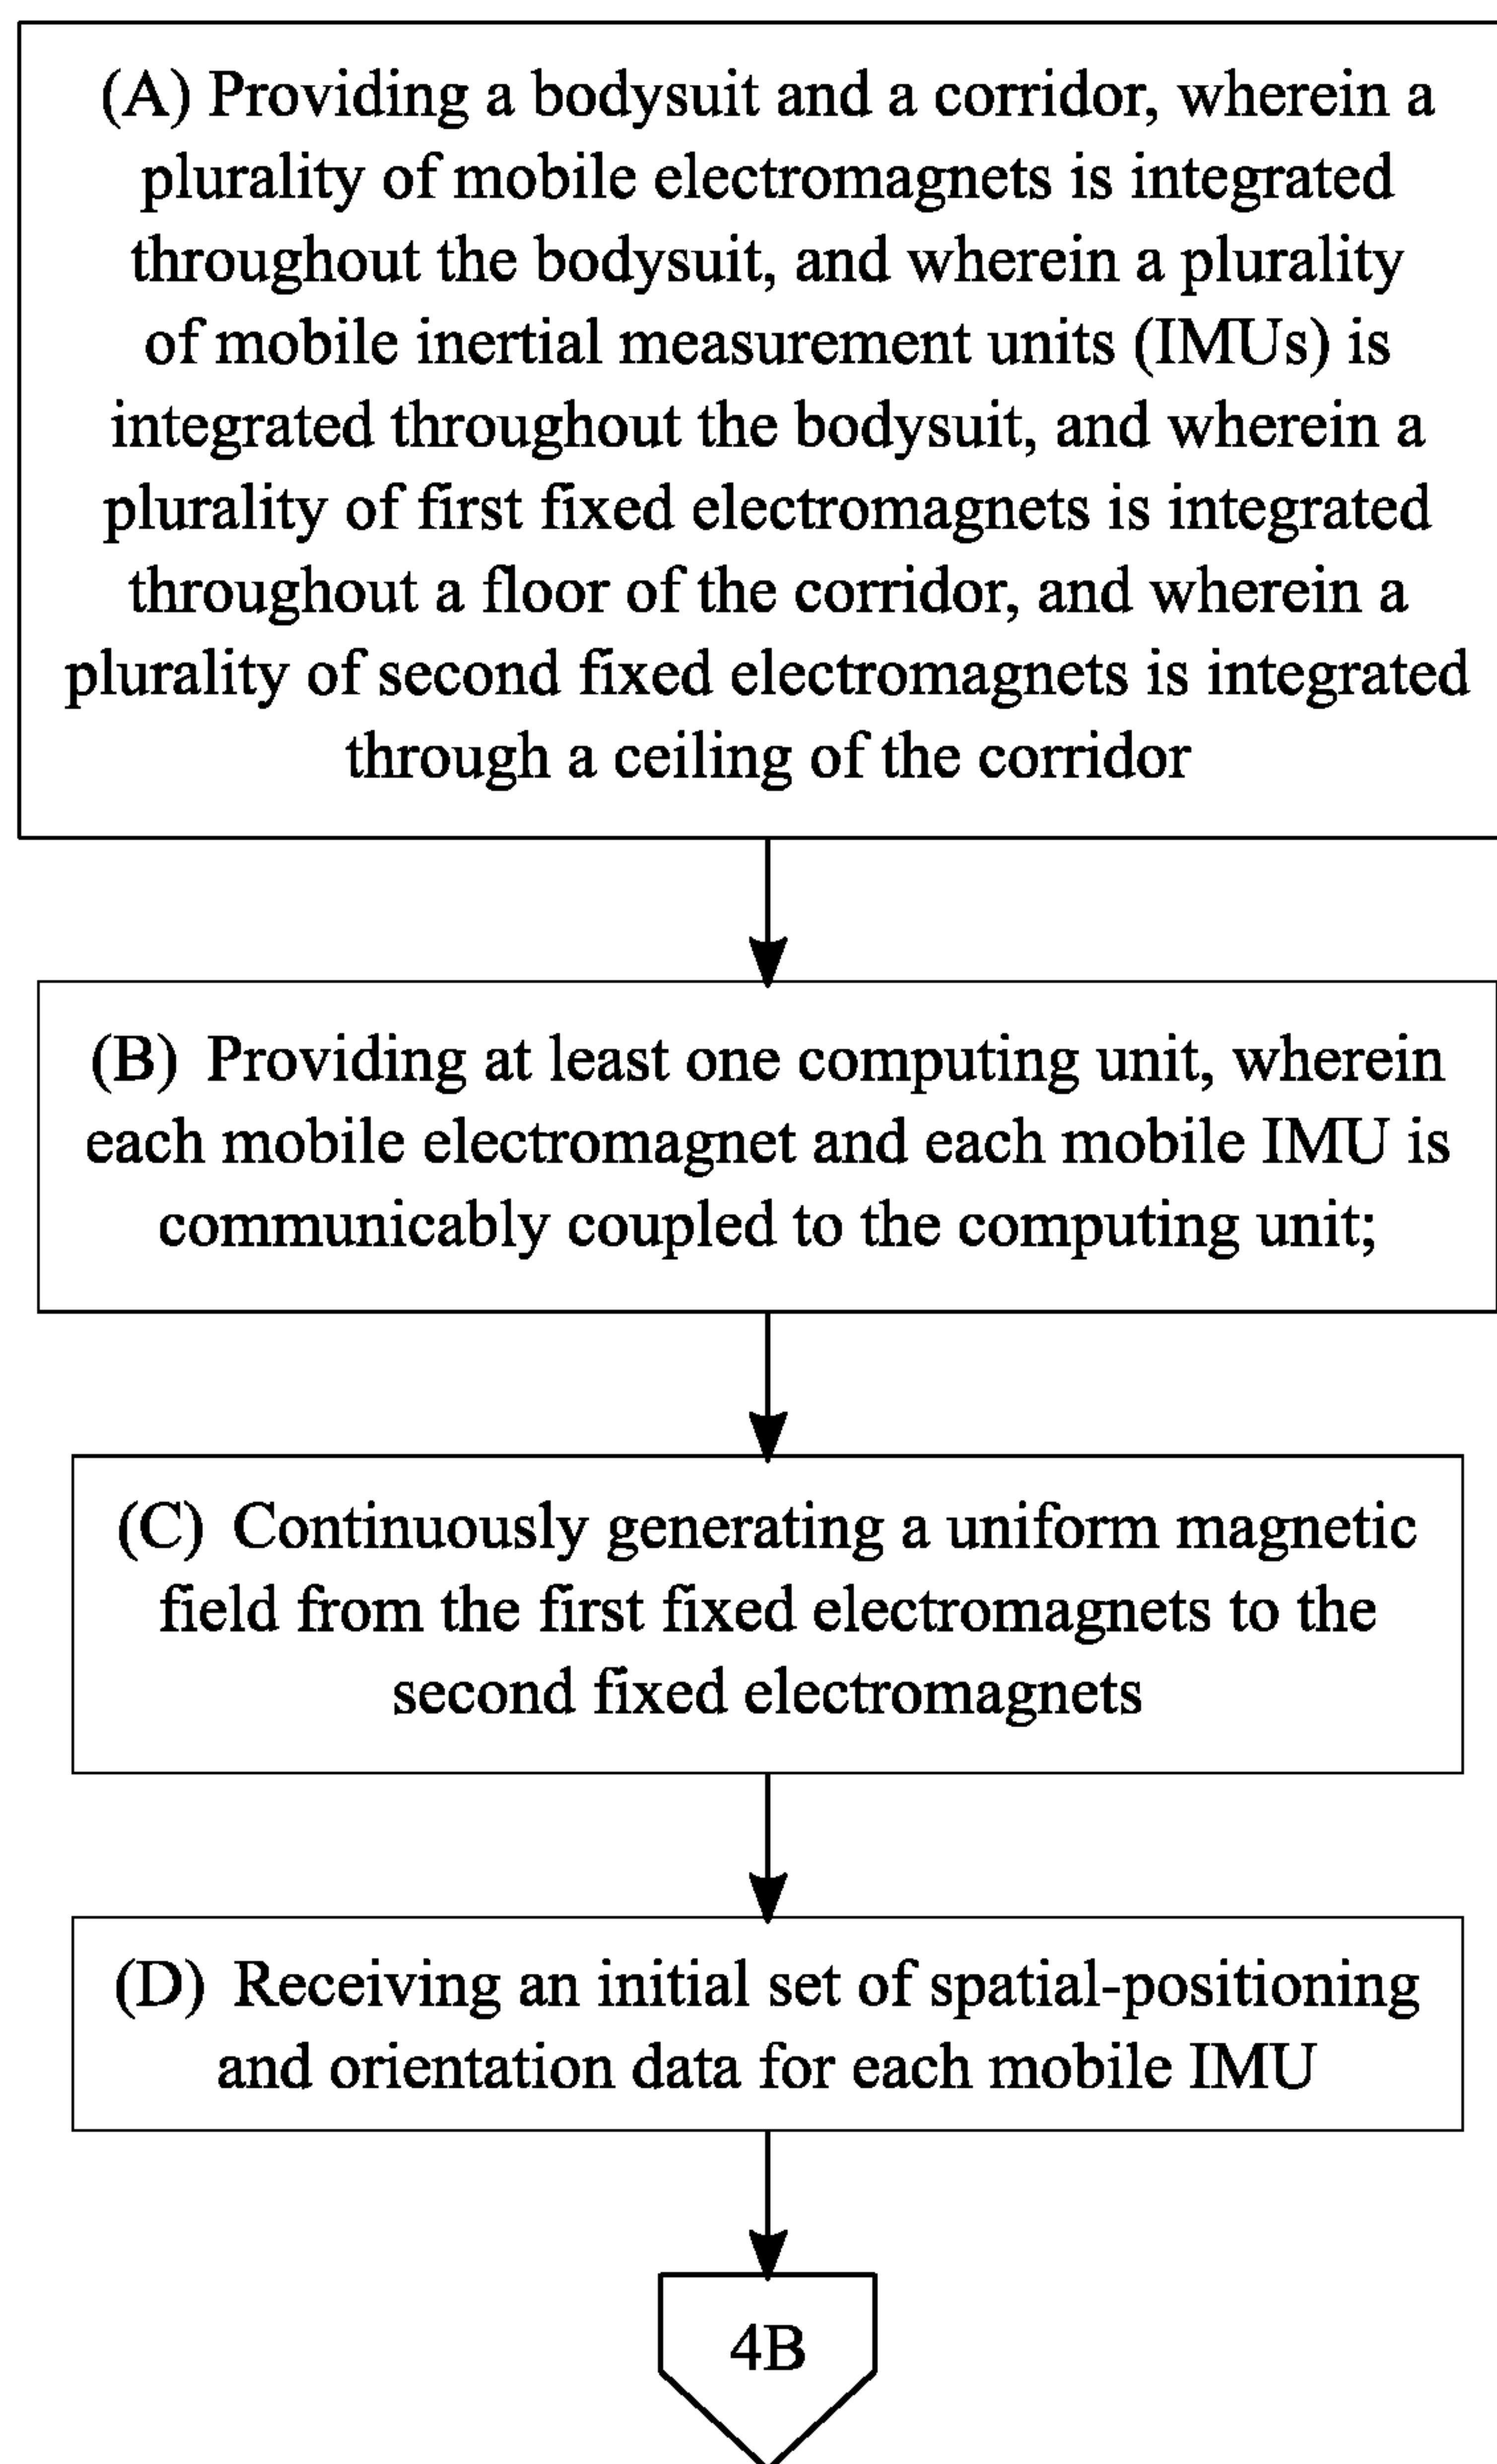 (A) Providing a bodysuit and a corridor, wherein a
plurality of mobile electromagnets is integrated
throughout the bodysuit, and wherein a plurality
of mobile inertial measurement units (IMUs) is
integrated throughout the bodysuit, and wherein a
plurality of first fixed electromagnets is integrated
throughout a floor of the corridor, and wherein a
plurality of second fixed electromagnets is integrated
through a ceiling of the corridor
(B) Providing at least one computing unit, wherein
each mobile electromagnet and each mobile IMU is
communicably coupled to the computing unit;
(C) Continuously generating a uniform magnetic
field from the first fixed electromagnets to the
second fixed electromagnets
(D) Receiving an initial set of spatial-positioning
and orientation data for each mobile IMU
4B